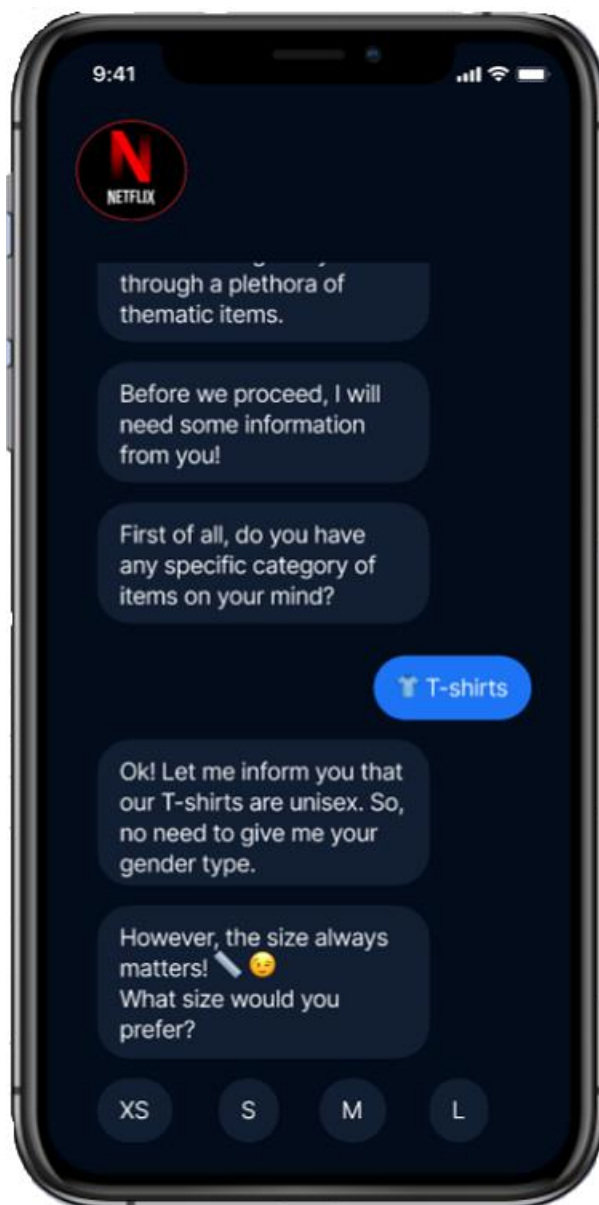 9:41
N
NETFLIX
through a plethora of
thematic items.
Before we proceed, I will
need some information
from you!
First of all, do you have
any specific category of
items on your mind?
👕 T-shirts
Ok! Let me inform you that
our T-shirts are unisex. So,
no need to give me your
gender type.
However, the size always
matters! 📏 😉
What size would you
prefer?
XS
S
M
L